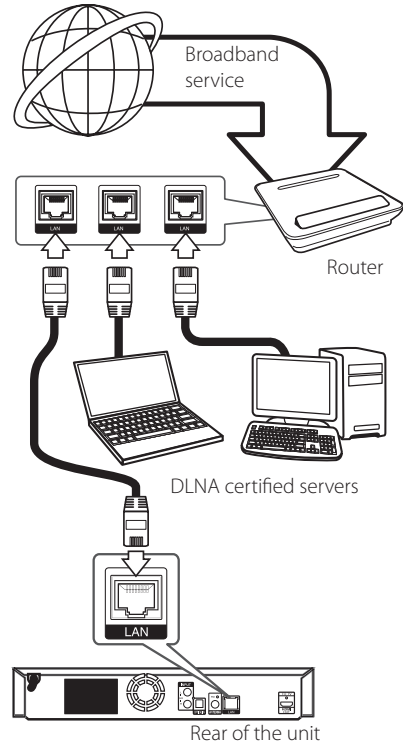 Broadband
service
LAN
LAN
LAN
Router
DLNA certified servers
LAN
Rear of the unit